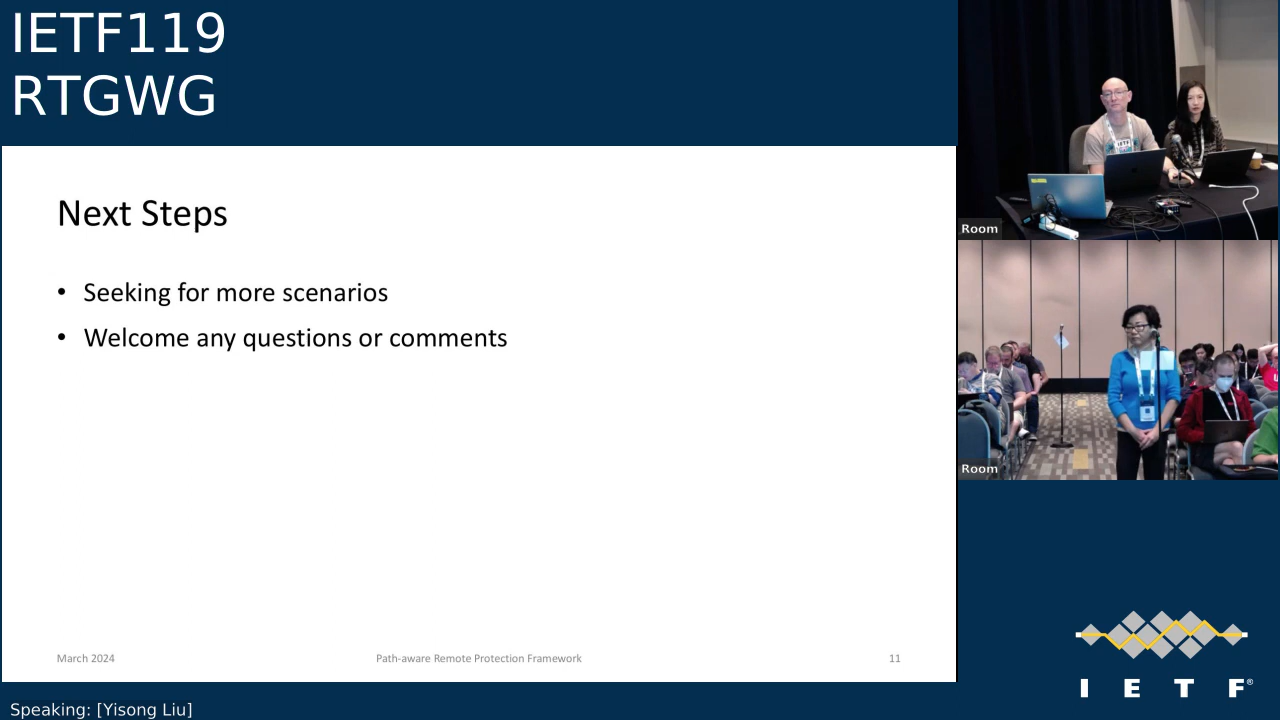 IETF119
RTGWG
Next Steps
• Seeking for more scenarios
• Welcome any questions or comments
March 2024
Path-aware Remote Protection Framework
11
Room
Room
I E T F®
Speaking: [Yisong Liu]